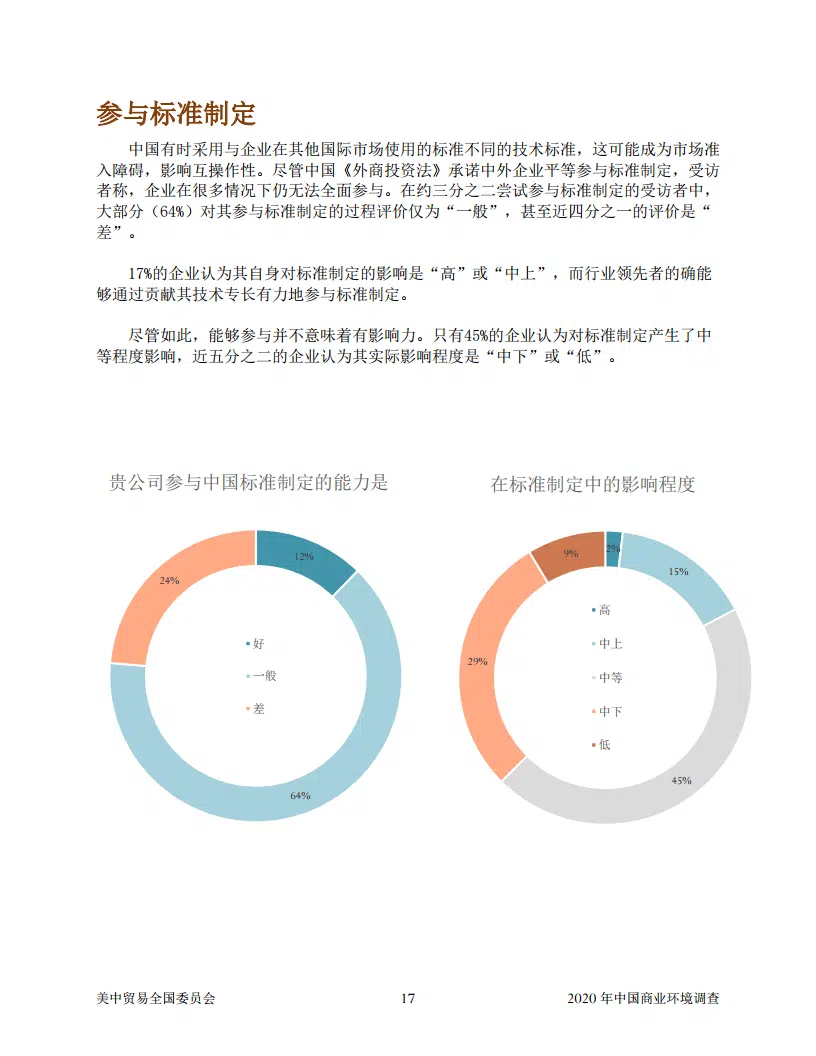 参与标准制定
中国有时采用与企业在其他国际市场使用的标准不同的技术标准，这可能成为市场准
入障碍，影响互操作性。尽管中国《外商投资法》承诺中外企业平等参与标准制定，受访
者称，企业在很多情况下仍无法全面参与。在约三分之二尝试参与标准制定的受访者中，
大部分（64%）对其参与标准制定的过程评价仅为“一般”，甚至近四分之一的评价是“
差”。
17%的企业认为其自身对标准制定的影响是“高”或“中上”，而行业领先者的确能
够通过贡献其技术专长有力地参与标准制定。
尽管如此，能够参与并不意味着有影响力。只有45%的企业认为对标准制定产生了中
等程度影响，近五分之二的企业认为其实际影响程度是“中下”或“低”。
贵公司参与中国标准制定的能力是
12%
24%
好
一般
差
64%
在标准制定中的影响程度
2%
9%
15%
高
中上
29%
中等
中下
低
45%
美中贸易全国委员会
17
2020 年中国商业环境调查